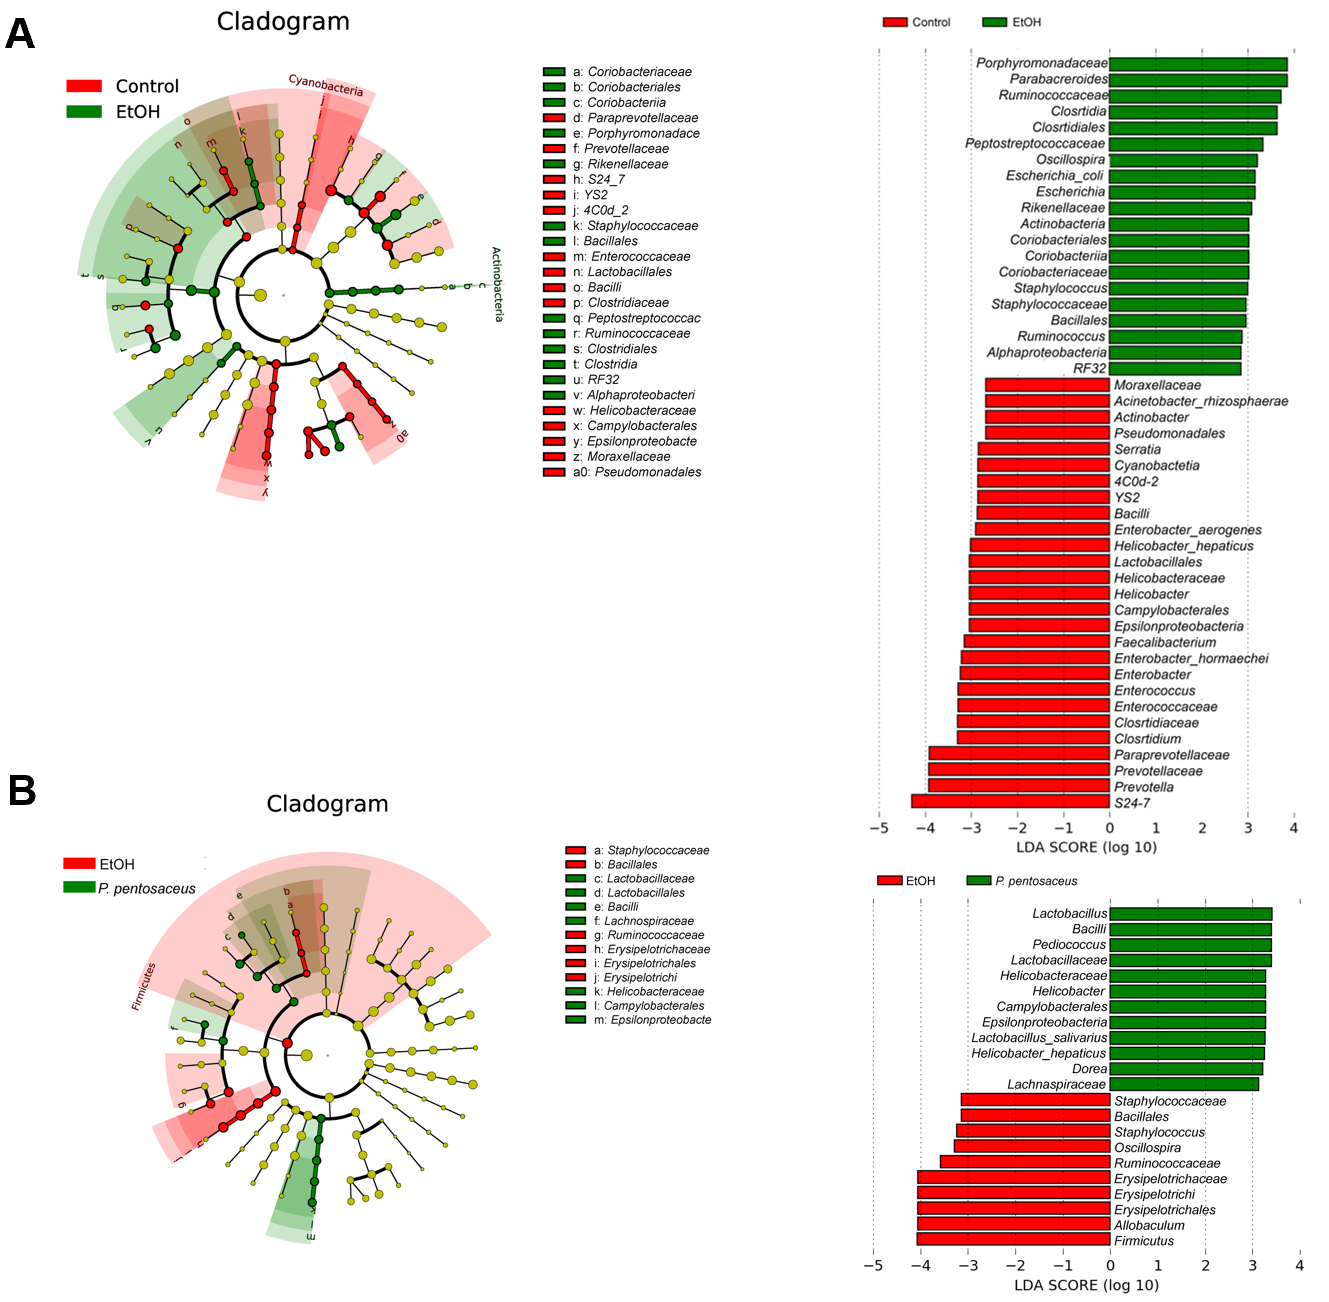 A
Cladogram
Control
EtOH
Cyanobacteria
Actinobacteria
a: Coriobacteriaceae
b: Coriobacteriales
c: Coriobacteriia
d: Paraprevotellaceae
e: Porphyromonadace
f: Prevotellaceae
g: Rikenellaceae
h: S24_7
i: YS2
j: 4C0d_2
k: Staphylococcaceae
l: Bacillales
m: Enterococcaceae
n: Lactobacillales
o: Bacilli
p: Clostridiaceae
q: Peptostreptococcac
r: Ruminococcaceae
s: Clostridiales
t: Clostridia
u: RF32
v: Alphaproteobacteri
w: Helicobacteraceae
x: Campylobacterales
y: Epsilonproteobacte
z: Moraxellaceae
a0: Pseudomonadales
Control EtOH
Porphyromonadaceae
Parabacreroides
Ruminococcaceae
Closrtidia
Closrtidiales
Peptostreptococcaceae
Oscillospira
Escherichia_coli
Escherichia
Rikenellaceae
Actinobacteria
Coriobacteriales
Coriobacteriia
Coriobacteriaceae
Staphylococcus
Staphylococcaceae
Bacillales
Ruminococcus
Alphaproteobacteria
RF32
Moraxellaceae
Acinetobacter_rhizosphaerae
Actinobacter
Pseudomonadales
Serratia
Cyanobactetia
4C0d-2
YS2
Bacilli
Enterobacter_aerogenes
Helicobacter_hepaticus
Lactobacillales
Helicobacteraceae
Helicobacter
Campylobacterales
Epsilonproteobacteria
Faecalibacterium
Enterobacter_hormaechei
Enterobacter
Enterococcus
Enterococcaceae
Closrtidiaceae
Closrtidium
Paraprevotellaceae
Prevotellaceae
Prevotella
S24-7
−5 −4 −3 −2 −1 0 1 2 3 4
LDA SCORE (log 10)
B
Cladogram
EtOH
P. pentosaceus
Firmicutes
a: Staphylococcaceae
b: Bacillales
c: Lactobacillaceae
d: Lactobacillales
e: Bacilli
f: Lachnospiraceae
g: Ruminococcaceae
h: Erysipelotrichaceae
i: Erysipelotrichales
j: Erysipelotrichi
k: Helicobacteraceae
l: Campylobacterales
m: Epsilonproteobacte
EtOH P. pentosaceus
Lactobacillus
Bacilli
Pediococcus
Lactobacillaceae
Helicobacteraceae
Helicobacter
Campylobacterales
Epsilonproteobacteria
Lactobacillus_salivarius
Helicobacter_hepaticus
Dorea
Lachnaspiraceae
Staphylococcaceae
Bacillales
Staphylococcus
Oscillospira
Ruminococcaceae
Erysipelotrichaceae
Erysipelotrichi
Erysipelotrichales
Allobaculum
Firmicutus
−5 −4 −3 −2 −1 0 1 2 3 4
LDA SCORE (log 10)